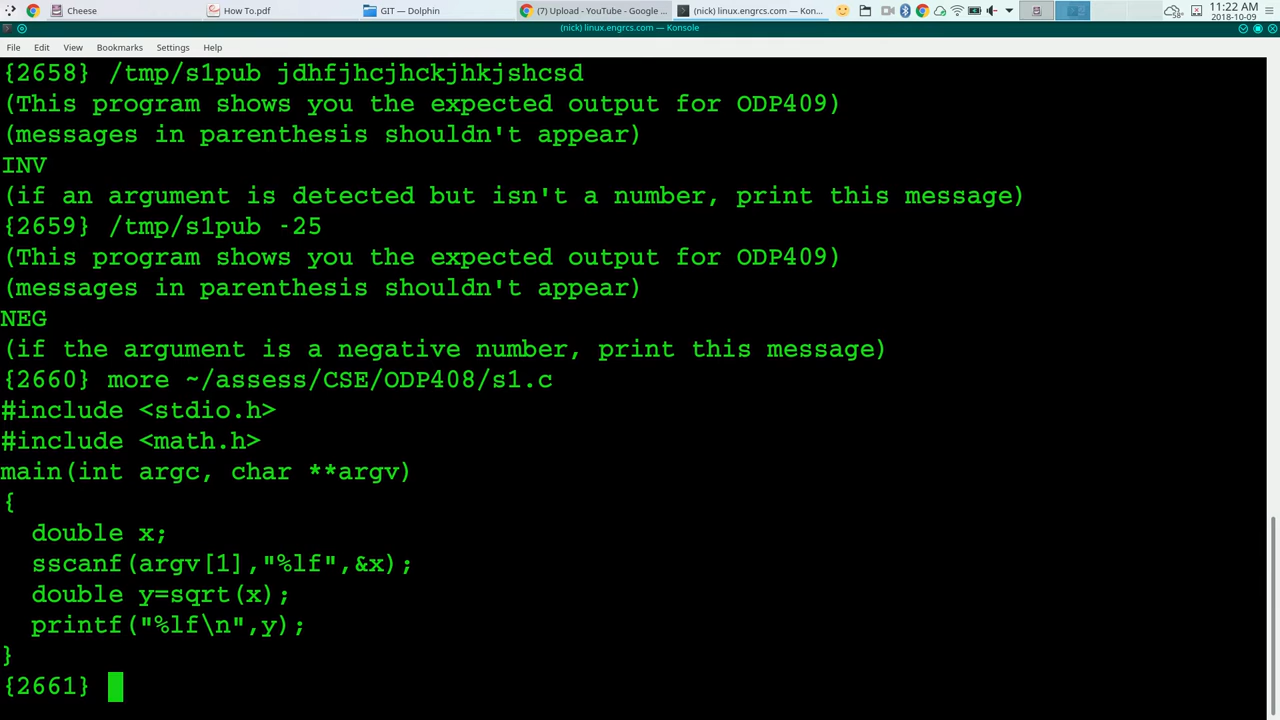 Cheese
How To.pdf
GIT — Dolphin
(7) Upload - YouTube - Google ...
(nick) linux.engrcs.com — Kon...
58°
11:22 AM
2018-10-09
(nick) linux.engrcs.com — Konsole
File Edit View Bookmarks Settings Help
{2658} /tmp/s1pub jdhfjhcjhckjhkjshcsd
(This program shows you the expected output for ODP409)
(messages in parenthesis shouldn't appear)
INV
(if an argument is detected but isn't a number, print this message)
{2659} /tmp/s1pub -25
(This program shows you the expected output for ODP409)
(messages in parenthesis shouldn't appear)
NEG
(if the argument is a negative number, print this message)
{2660} more ~/assess/CSE/ODP408/s1.c
#include <stdio.h>
#include <math.h>
main(int argc, char **argv)
{
  double x;
  sscanf(argv[1],"%lf",&x);
  double y=sqrt(x);
  printf("%lf\n",y);
}
{2661}